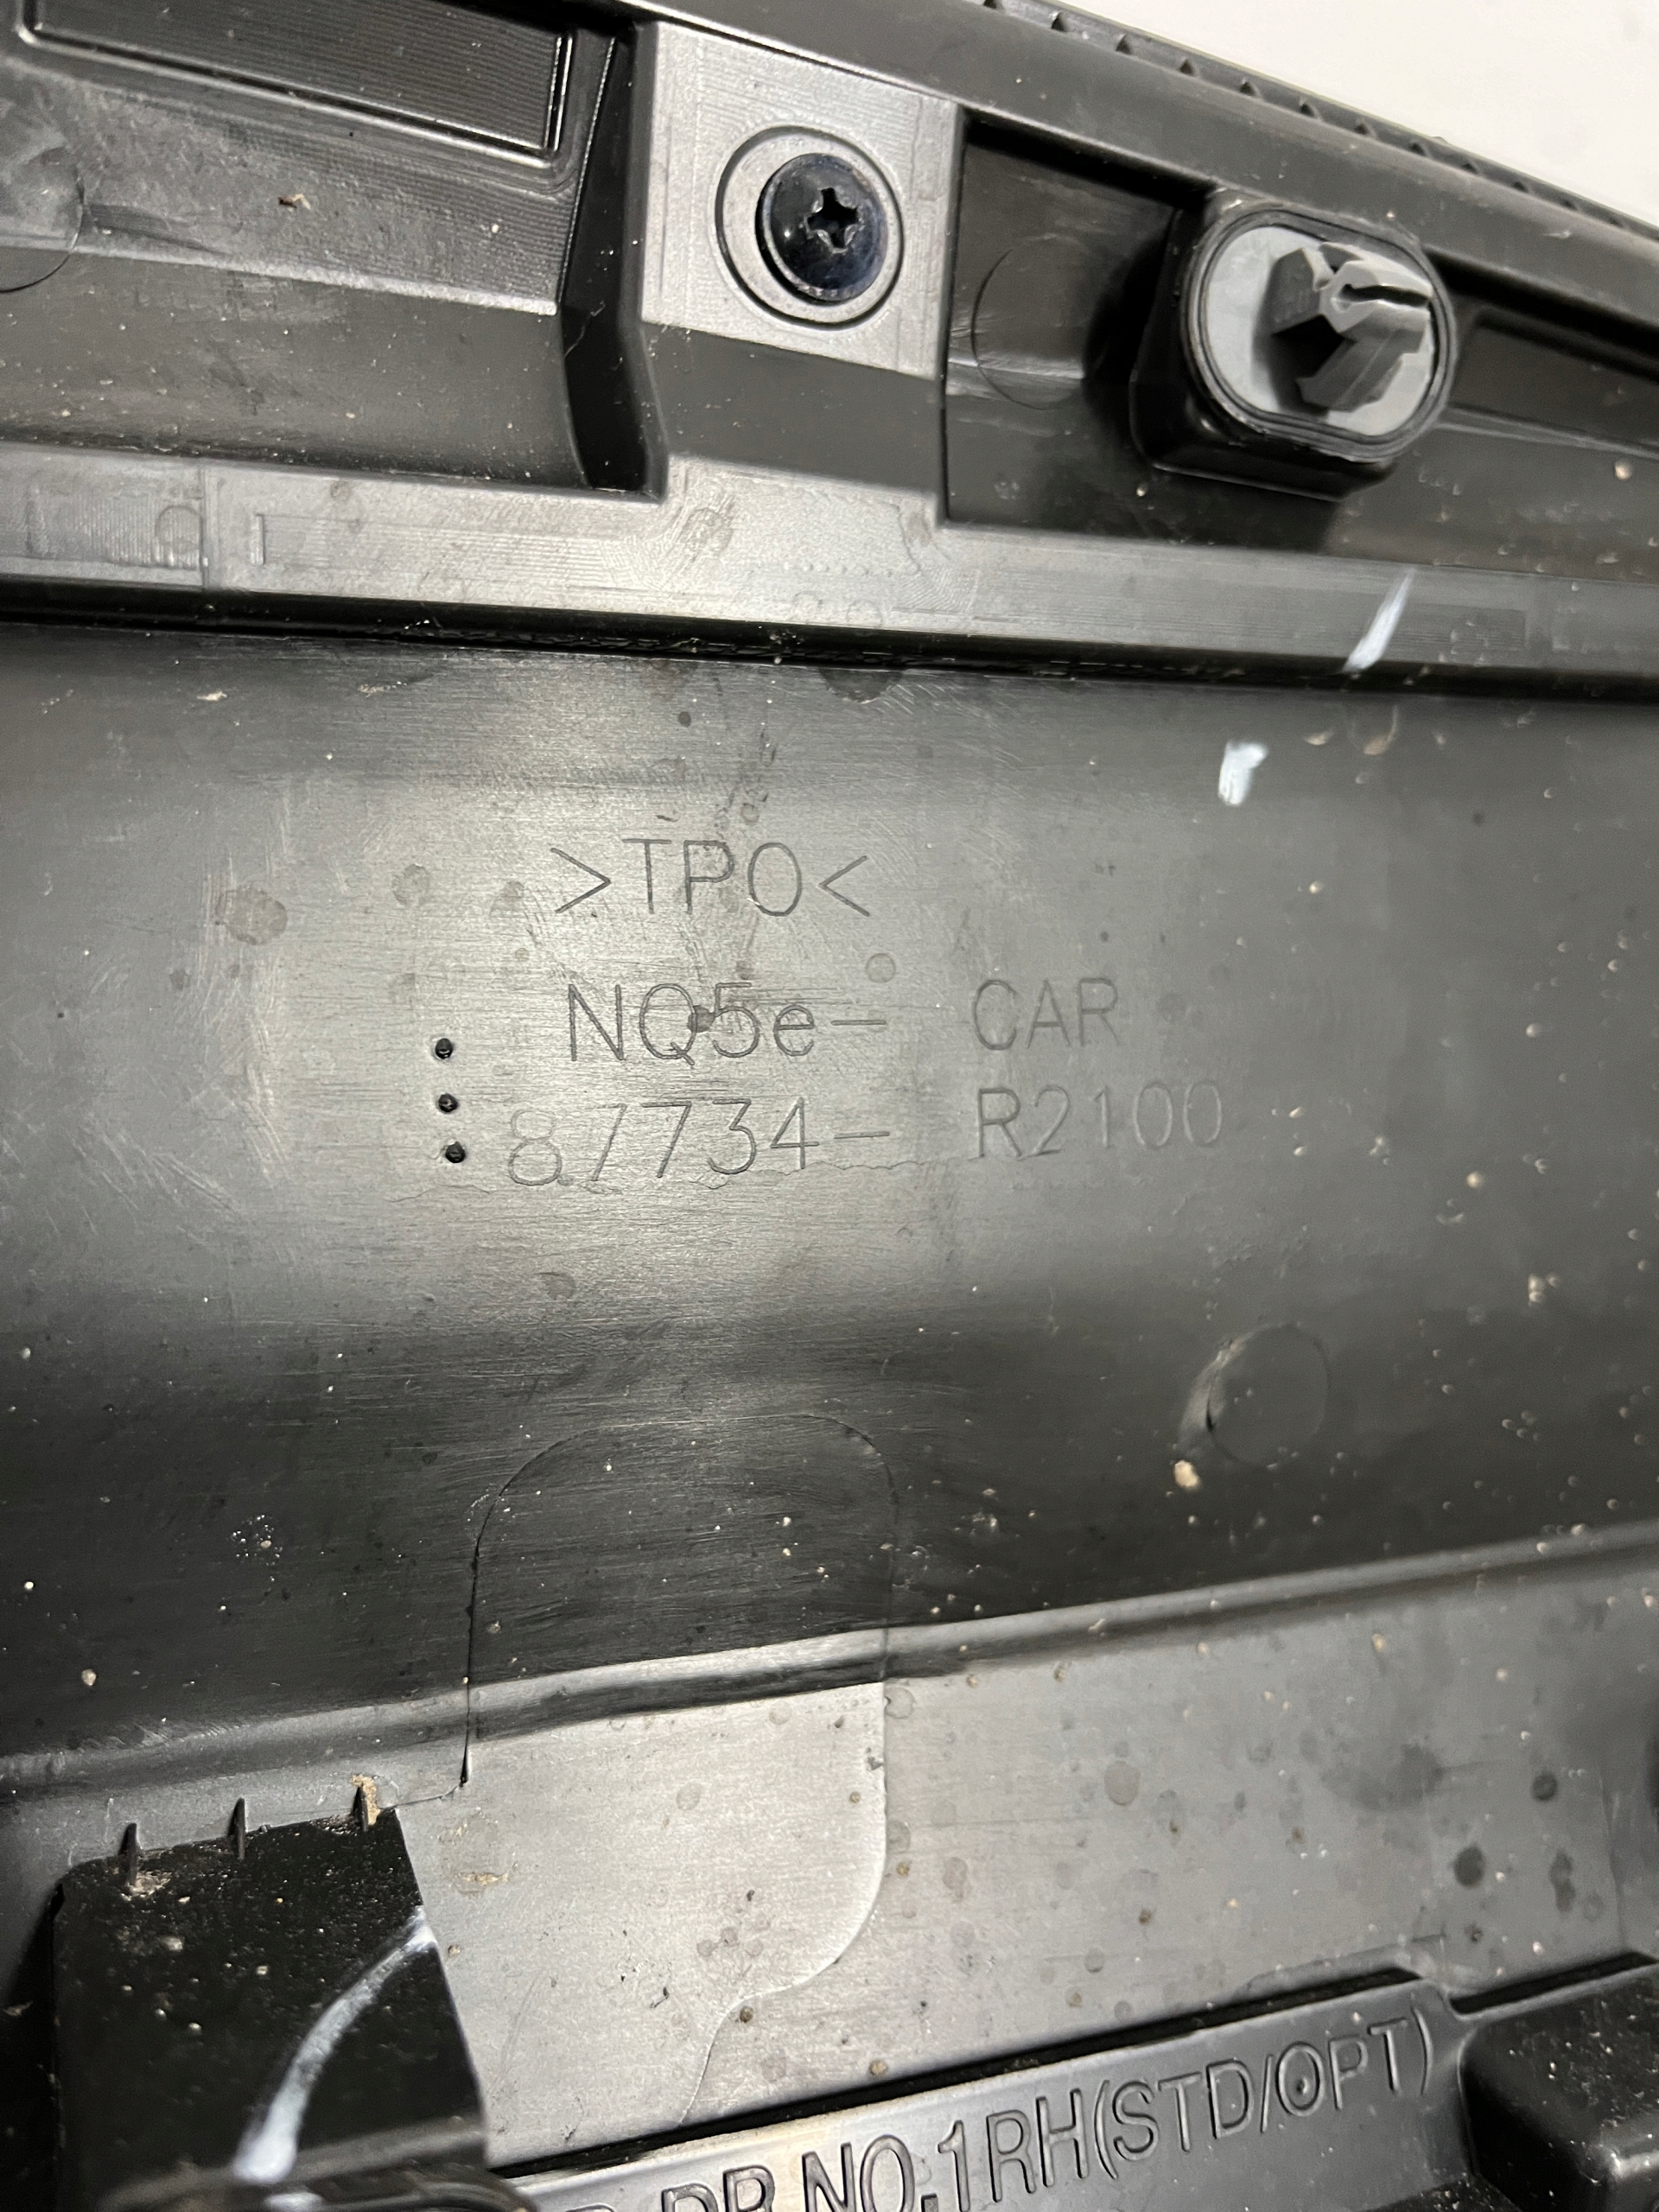 >TPO<
NQ5e- CAR
87734- R2100
DR NO.1RH(STD/OPT)